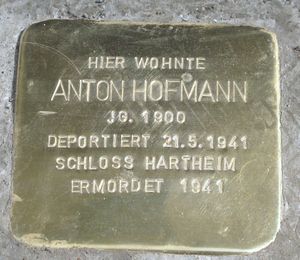 HIER WOHNTE
ANTON HOFMANN
JG. 1900
DEPORTIERT 21.5.1941
SCHLOSS HARTHEIM
ERMORDET 1941